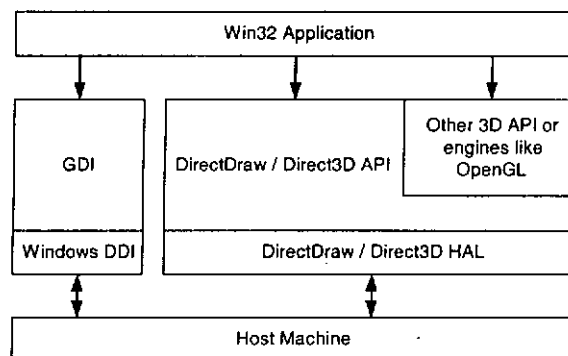 Win32 Application
GDI
DirectDraw / Direct3D API
Other 3D API or
engines like
OpenGL
Windows DDI
DirectDraw / Direct3D HAL
Host Machine